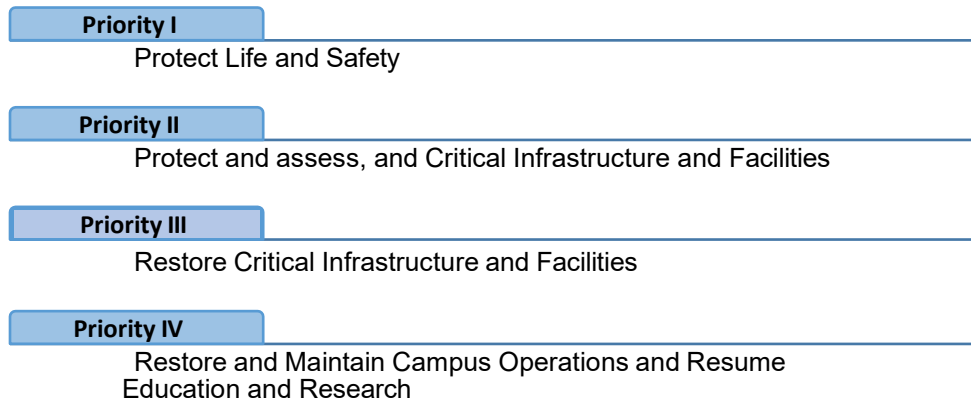 Priority I
Protect Life and Safety
Priority II
Protect and assess, and Critical Infrastructure and Facilities
Priority III
Restore Critical Infrastructure and Facilities
Priority IV
Restore and Maintain Campus Operations and Resume
Education and Research